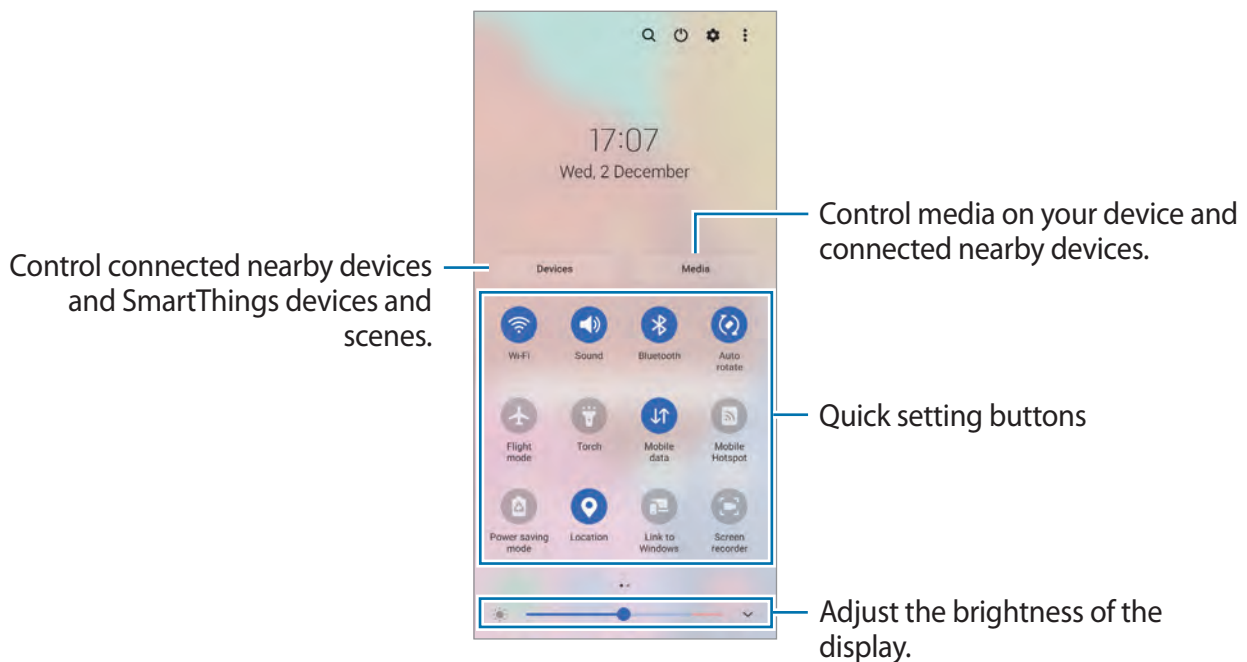 17:07
Wed, 2 December
Control media on your device and
connected nearby devices.
Control connected nearby devices
and SmartThings devices and
scenes.
Devices Media
Wi-Fi Sound Bluetooth Auto
rotate
Quick setting buttons
Flight
mode
Torch
Mobile
data
Mobile
Hotspot
Power saving
mode
Location
Link to
Windows
Screen
recorder
Adjust the brightness of the
display.